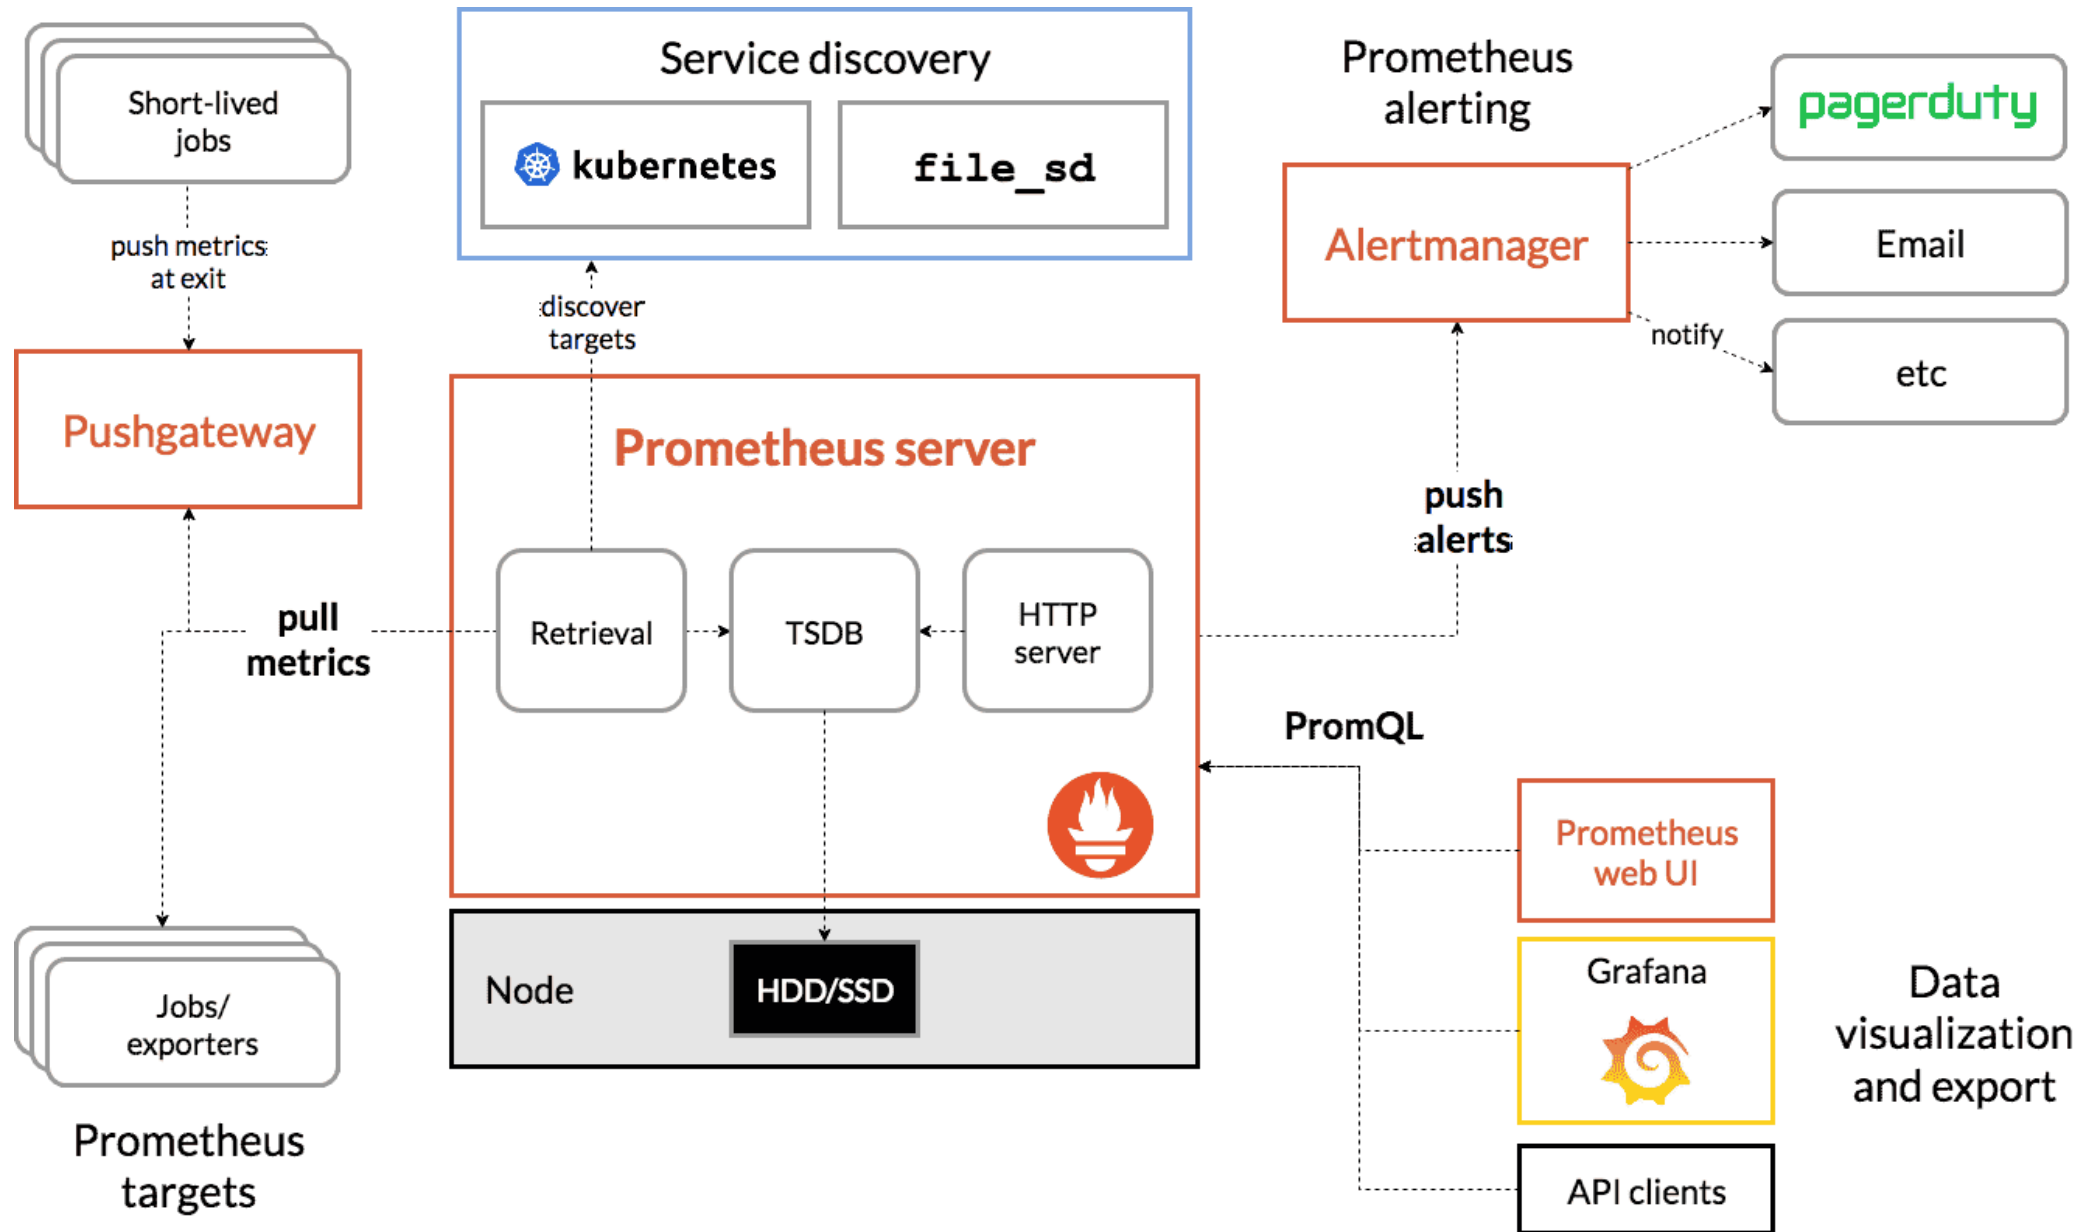 Short-lived
jobs
push metrics
at exit
Pushgateway
pull
metrics
Jobs/
exporters
Prometheus
targets
Service discovery
kubernetes
file_sd
discover
targets
Prometheus server
Retrieval
TSDB
HTTP
server
Node
HDD/SSD
Prometheus
alerting
Alertmanager
pagerduty
Email
notify
etc
push
alerts
PromQL
Prometheus
web UI
Grafana
API clients
Data
visualization
and export